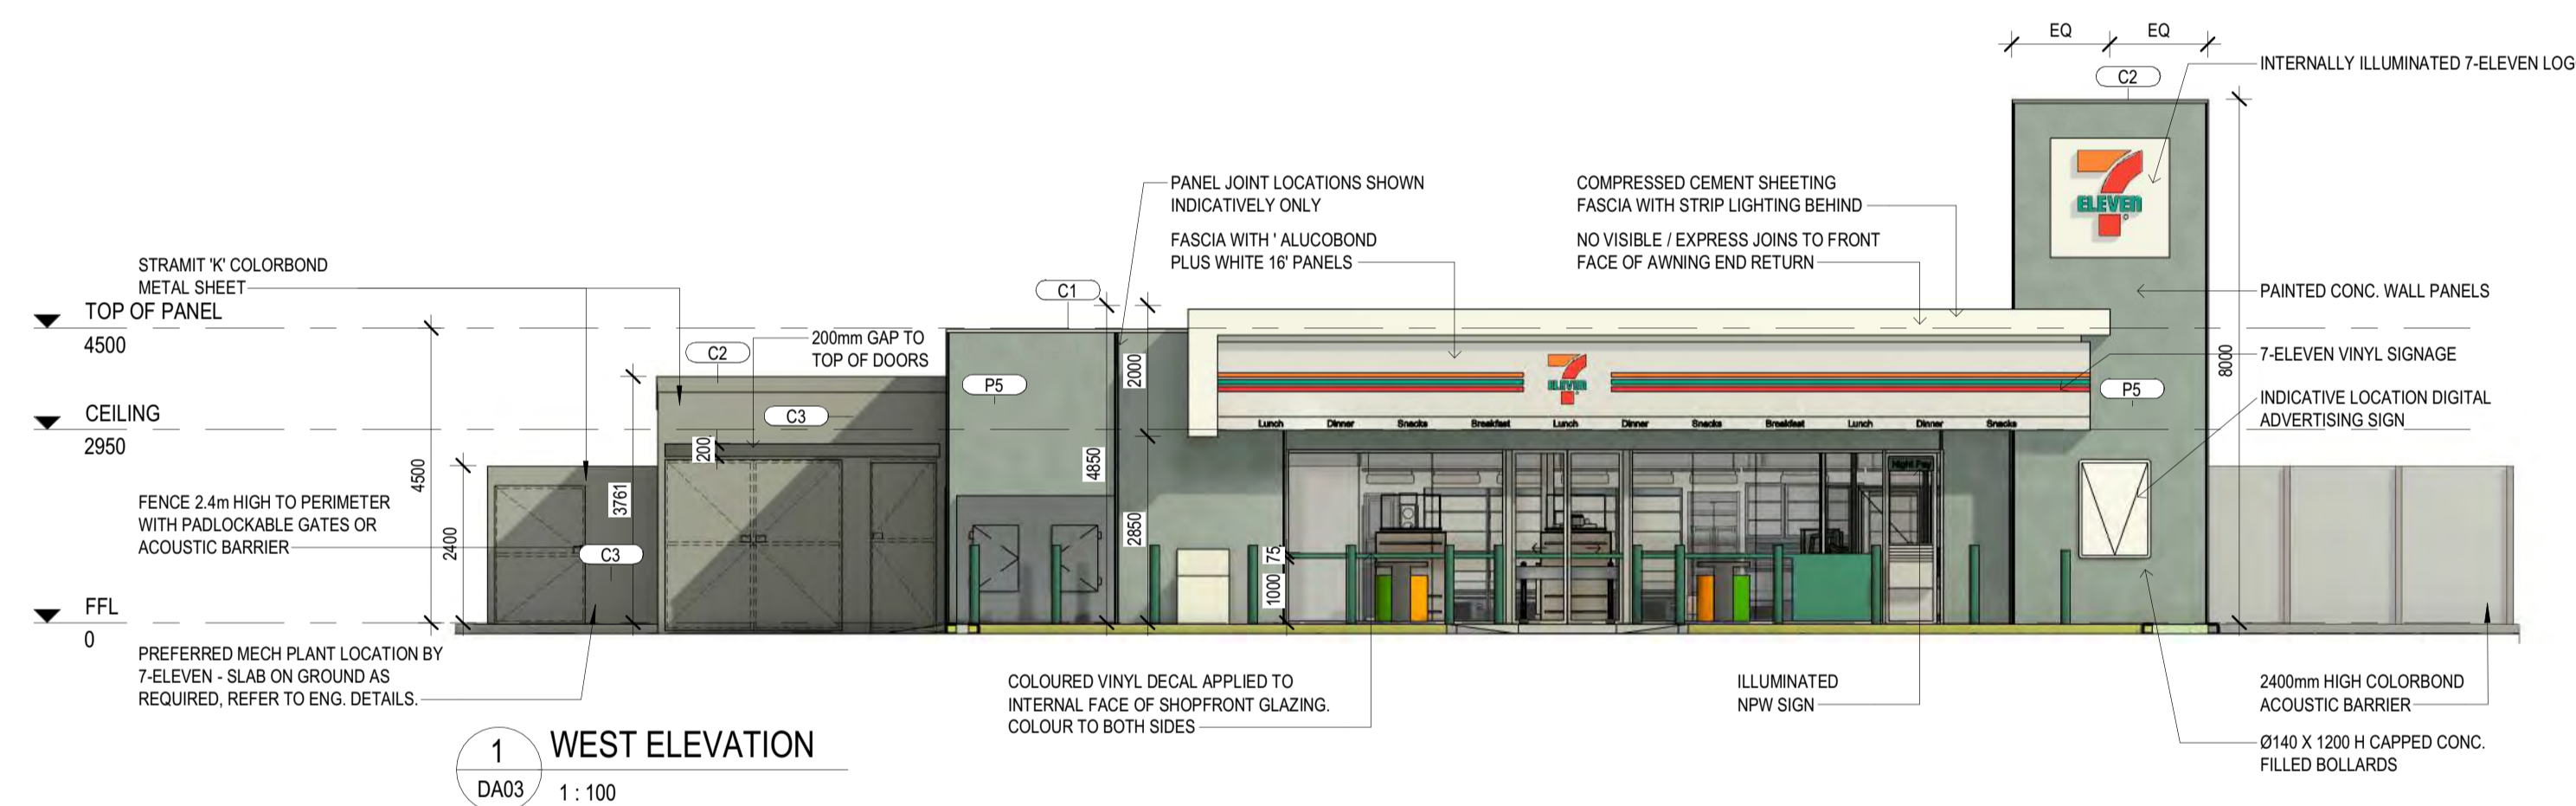 EQ EQ
C2
INTERNALLY ILLUMINATED 7-ELEVEN LOG
7
ELEVEN
PANEL JOINT LOCATIONS SHOWN
INDICATIVELY ONLY
COMPRESSED CEMENT SHEETING
FASCIA WITH STRIP LIGHTING BEHIND
FASCIA WITH ' ALUCOBOND
PLUS WHITE 16' PANELS
NO VISIBLE / EXPRESS JOINS TO FRONT
FACE OF AWNING END RETURN
STRAMIT 'K' COLORBOND
METAL SHEET
C1
PAINTED CONC. WALL PANELS
TOP OF PANEL
4500
200mm GAP TO
TOP OF DOORS
C2
2000
8000
7-ELEVEN VINYL SIGNAGE
7
ELEVEN
P5
P5
INDICATIVE LOCATION DIGITAL
ADVERTISING SIGN
CEILING
2950
C3
Lunch Dinner Snacks Breakfast Lunch Dinner Snacks Breakfast Lunch Dinner Snacks
200
4500
4850
Night Pay
3761
2400
2850
FENCE 2.4m HIGH TO PERIMETER
WITH PADLOCKABLE GATES OR
ACOUSTIC BARRIER
C3
75
1000
FFL
0
PREFERRED MECH PLANT LOCATION BY
7-ELEVEN - SLAB ON GROUND AS
REQUIRED, REFER TO ENG. DETAILS.
COLOURED VINYL DECAL APPLIED TO
INTERNAL FACE OF SHOPFRONT GLAZING.
COLOUR TO BOTH SIDES
ILLUMINATED
NPW SIGN
2400mm HIGH COLORBOND
ACOUSTIC BARRIER
Ø140 X 1200 H CAPPED CONC.
FILLED BOLLARDS
1
DA03
WEST ELEVATION
1 : 100